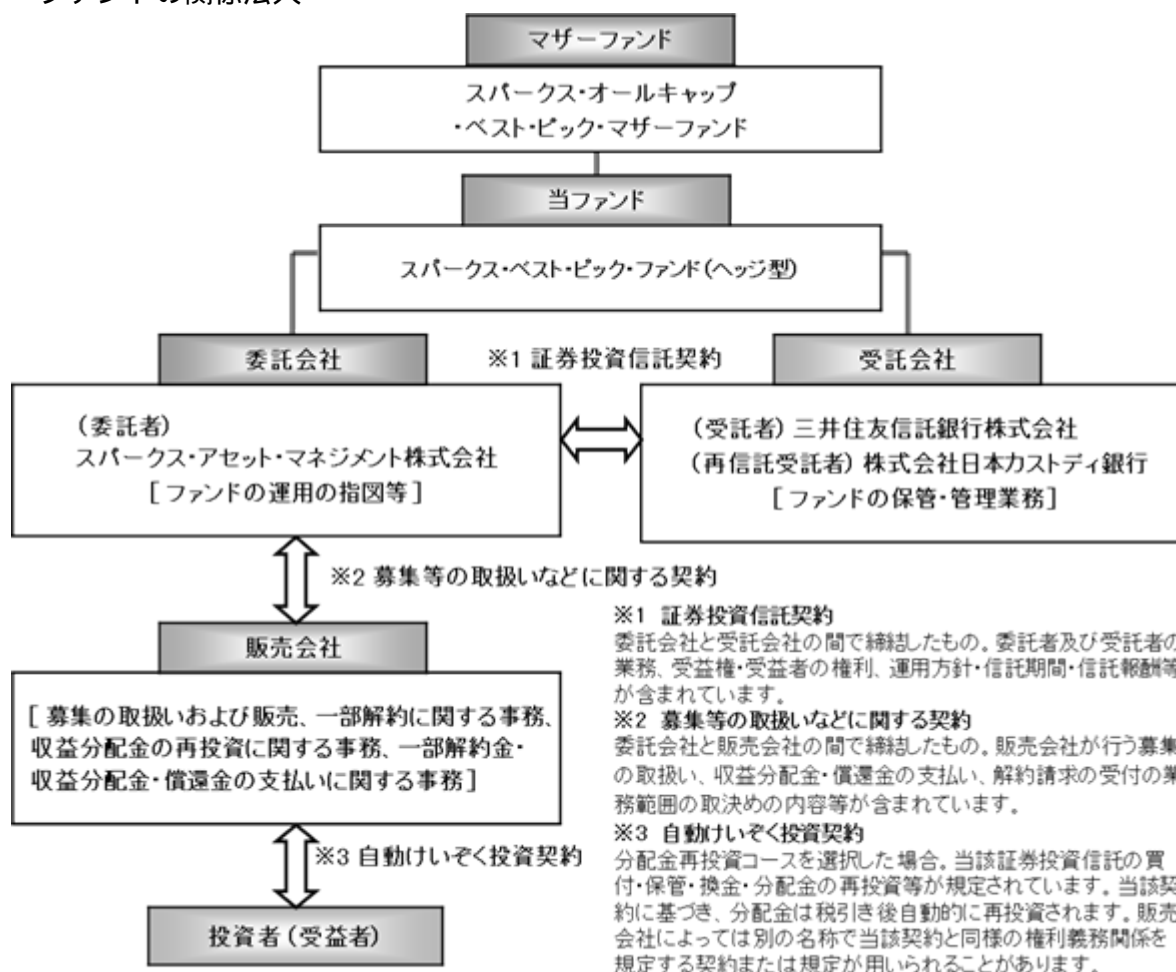 ファンドの関係法人
マザーファンド
スパークス・オールキャップ
・ベスト・ピック・マザーファンド
当ファンド
スパークス・ベスト・ピック・ファンド(ヘッジ型)
委託会社
※1 証券投資信託契約
受託会社
(委託者)
スパークス・アセット・マネジメント株式会社
[ファンドの運用の指図等]
(受託者) 三井住友信託銀行株式会社
(再信託受託者) 株式会社日本カストディ銀行
[ファンドの保管・管理業務]
※2 募集等の取扱いなどに関する契約
販売会社
[ 募集の取扱いおよび販売、一部解約に関する事務、
収益分配金の再投資に関する事務、一部解約金・
収益分配金・償還金の支払いに関する事務]
※3 自動けいぞく投資契約
投資者(受益者)
※1 証券投資信託契約
委託会社と受託会社の間で締結したもの。委託者及び受託者の
業務、受益権・受益者の権利、運用方針・信託期間・信託報酬等
が含まれています。
※2 募集等の取扱いなどに関する契約
委託会社と販売会社の間で締結したもの。販売会社が行う募集
の取扱い、収益分配金・償還金の支払い、解約請求の受付の業
務範囲の取決めの内容等が含まれています。
※3 自動けいぞく投資契約
分配金再投資コースを選択した場合。当該証券投資信託の買
付・保管・換金・分配金の再投資等が規定されています。当該契
約に基づき、分配金は税引き後自動的に再投資されます。販売
会社によっては別の名称で当該契約と同様の権利義務関係を
規定する契約または規定が用いられることがあります。